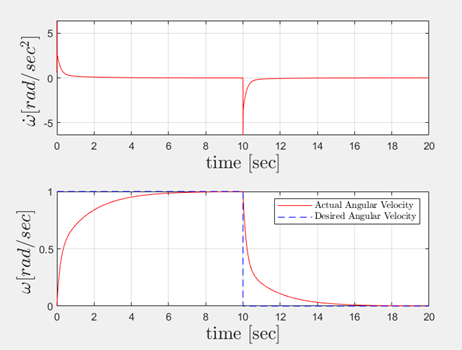 5
0
-5
ω̇[rad/sec²]
0 2 4 6 8 10 12 14 16 18 20
time [sec]
1
0.5
0
ω[rad/sec]
Actual Angular Velocity
Desired Angular Velocity
0 2 4 6 8 10 12 14 16 18 20
time [sec]